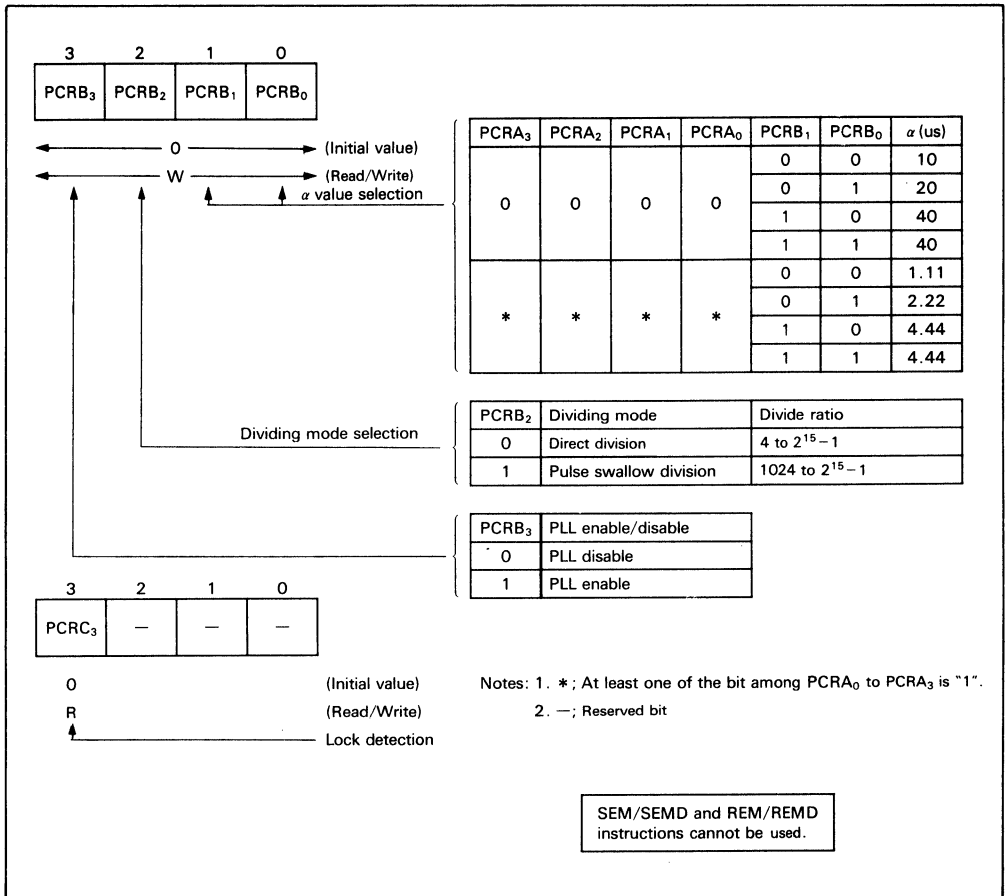 3 2 1 0
PCRB₃ PCRB₂ PCRB₁ PCRB₀
0 (Initial value)
W (Read/Write)
α value selection
PCRA₃ PCRA₂ PCRA₁ PCRA₀ PCRB₁ PCRB₀ α (us)
0 0 0 0
0 0 10
0 1 20
1 0 40
1 1 40
* * * *
0 0 1.11
0 1 2.22
1 0 4.44
1 1 4.44
Dividing mode selection
PCRB₂ Dividing mode Divide ratio
0 Direct division 4 to 2¹⁵−1
1 Pulse swallow division 1024 to 2¹⁵−1
PCRB₃ PLL enable/disable
0 PLL disable
1 PLL enable
3 2 1 0
PCRC₃ — — —
0 (Initial value)
R (Read/Write)
Lock detection
Notes: 1. *; At least one of the bit among PCRA₀ to PCRA₃ is "1".
2. —; Reserved bit
SEM/SEMD and REM/REMD
instructions cannot be used.